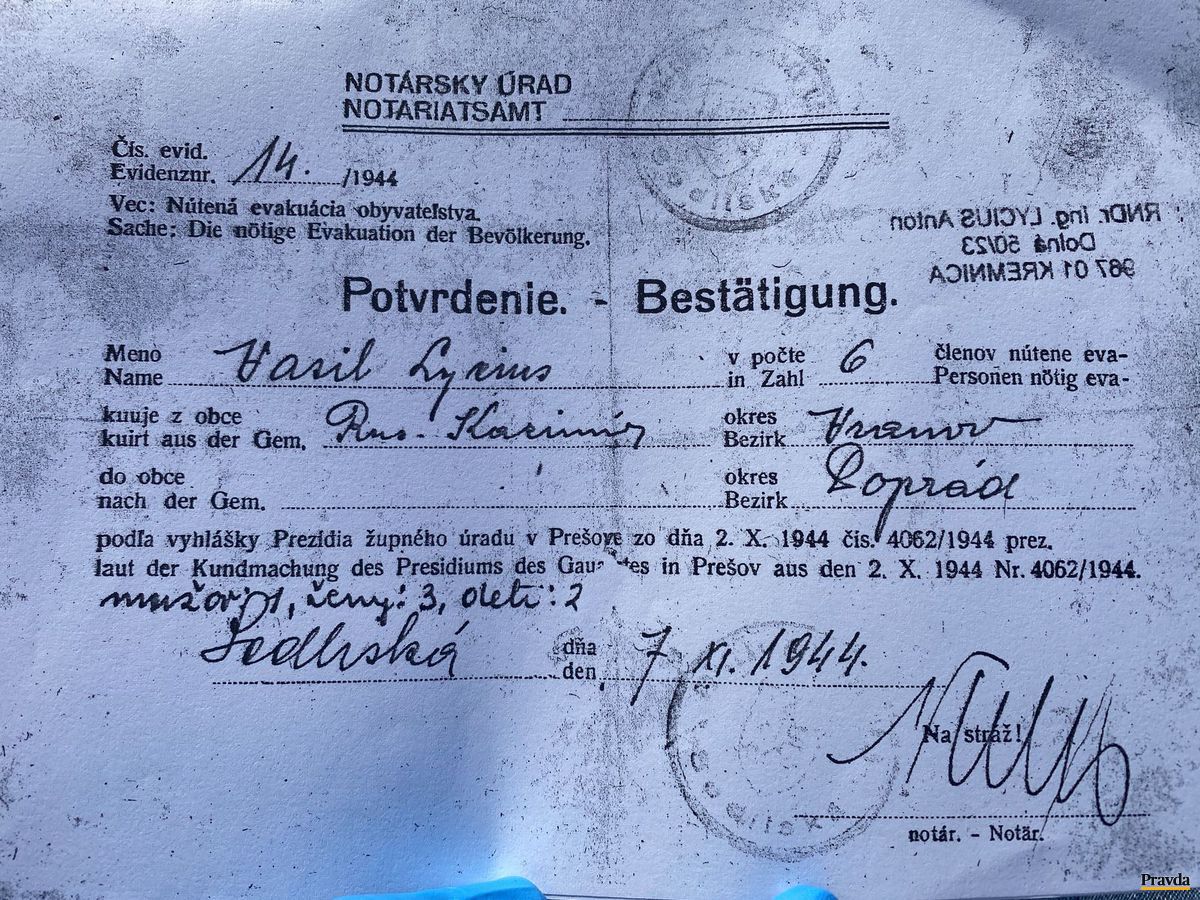 NOTÁRSKY ÚRAD
NOTARIATSAMT
Čís. evid.
Evidenznr. 14. /1944
Vec: Nútená evakuácia obyvateľstva.
Sache: Die nötige Evakuation der Bevölkerung.
RNDr. Ing. LYCIUS Anton
Dolná 50/23
967 01 KREMNICA
Potvrdenie. - Bestätigung.
Meno v počte členov nútene eva-
Name Vasil Lycius in Zahl 6 Personen nötig eva-
kuuje z obce okres
kuirt aus der Gem. Rus. Kazimír Bezirk Vranov
do obce okres
nach der Gem. Bezirk Poprád
podľa vyhlášky Prezídia župného úradu v Prešove zo dňa 2. X. 1944 čís. 4062/1944 prez.
laut der Kundmachung des Presidiums des in Prešov aus den 2. X. 1944 Nr. 4062/1944.
mužov: 1, ženy: 3, deti: 2
Sedliská dňa 7 XI. 1944.
den
Na stráž!
notár. - Notär.
Pravda